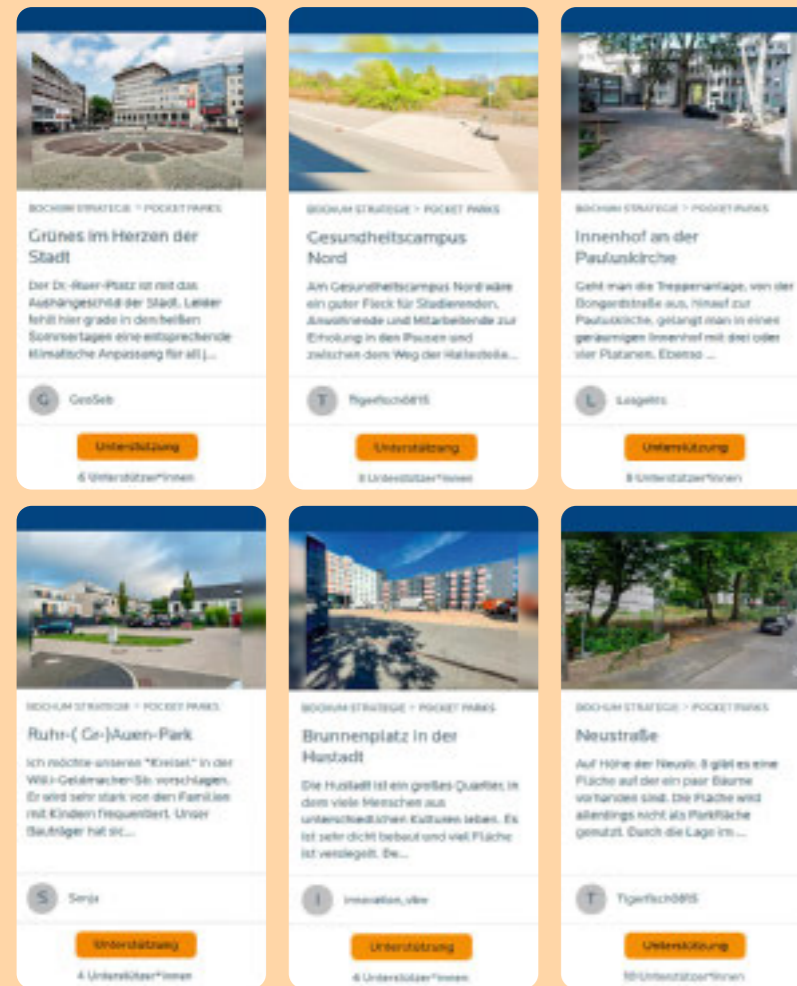 BOCHUM STRATEGIE > POCKET PARKS
Grünes im Herzen der
Stadt
Der Dr.-Ruer-Platz ist mit das
Aushängeschild der Stadt. Leider
fehlt hier grade in den heißen
Sommertagen eine entsprechende
klimatische Anpassung für all j...
G GeoSeb
Unterstützung
6 Unterstützer*innen
BOCHUM STRATEGIE > POCKET PARKS
Gesundheitscampus
Nord
Am Gesundheitscampus Nord wäre
ein guter Fleck für Studierenden,
Anwohnende und Mitarbeitende zur
Erholung in den Pausen und
zwischen dem Weg der Haltestelle...
T Tigerfisch0815
Unterstützung
Unterstützer*innen
BOCHUM STRATEGIE > POCKET PARKS
Innenhof an der
Pauluskirche
Geht man die Treppenanlage, von der
Bongardstraße aus, hinauf zur
Pauluskirche, gelangt man in einen
geräumigen Innenhof mit drei oder
vier Platanen. Ebenso ...
L
Unterstützung
Unterstützer*innen
BOCHUM STRATEGIE > POCKET PARKS
Ruhr-( Gr-)Auen-Park
Ich möchte unseren "Kreisel" in der
Willi-Geldmacher-Str. vorschlagen.
Er wird sehr stark von den Familien
mit Kindern frequentiert. Unser
Bauträger hat sic...
S Senja
Unterstützung
4 Unterstützer*innen
BOCHUM STRATEGIE > POCKET PARKS
Brunnenplatz in der
Hustadt
Die Hustadt ist ein großes Quartier, in
dem viele Menschen aus
unterschiedlichen Kulturen leben. Es
ist sehr dicht bebaut und viel Fläche
ist versiegelt. De...
I
Unterstützung
6 Unterstützer*innen
BOCHUM STRATEGIE > POCKET PARKS
Neustraße
Auf Höhe der Neustr. 8 gibt es eine
Fläche auf der ein paar Bäume
vorhanden sind. Die Fläche wird
allerdings nicht als Parkfläche
genutzt. Durch die Lage im ...
T Tigerfisch0815
Unterstützung
10 Unterstützer*innen